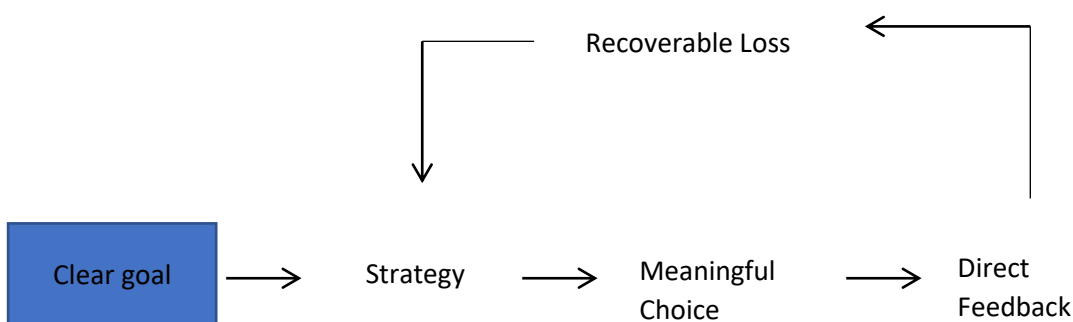 Recoverable Loss
Clear goal
Strategy
Meaningful
Choice
Direct
Feedback